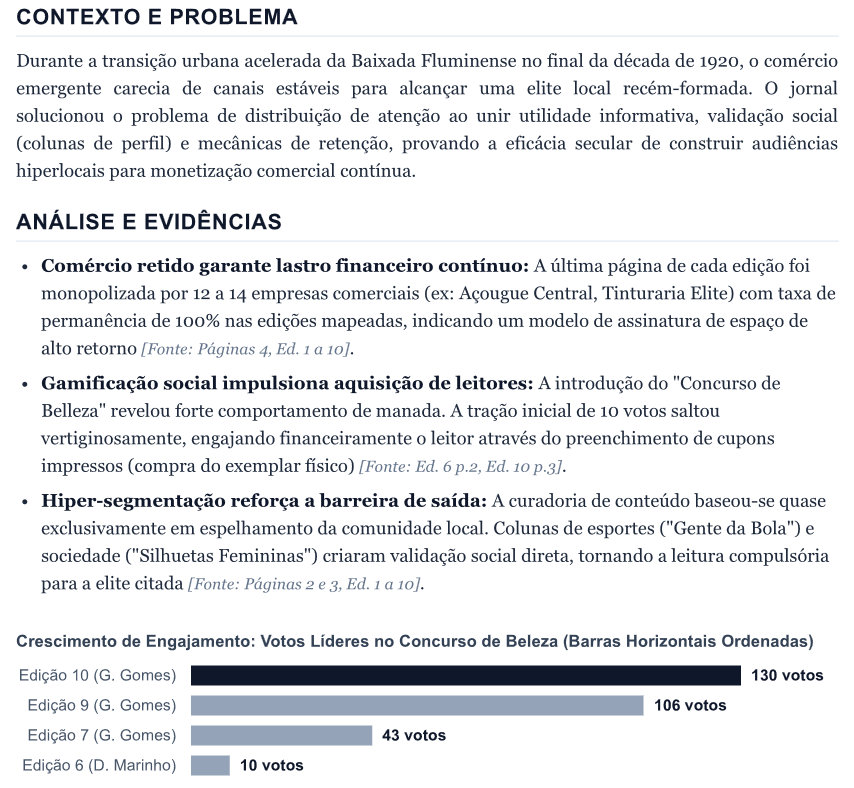 CONTEXTO E PROBLEMA
Durante a transição urbana acelerada da Baixada Fluminense no final da década de 1920, o comércio
emergente carecia de canais estáveis para alcançar uma elite local recém-formada. O jornal
solucionou o problema de distribuição de atenção ao unir utilidade informativa, validação social
(colunas de perfil) e mecânicas de retenção, provando a eficácia secular de construir audiências
hiperlocais para monetização comercial contínua.
ANÁLISE E EVIDÊNCIAS
• Comércio retido garante lastro financeiro contínuo: A última página de cada edição foi
monopolizada por 12 a 14 empresas comerciais (ex: Açougue Central, Tinturaria Elite) com taxa de
permanência de 100% nas edições mapeadas, indicando um modelo de assinatura de espaço de
alto retorno [Fonte: Páginas 4, Ed. 1 a 10].
• Gamificação social impulsiona aquisição de leitores: A introdução do "Concurso de
Belleza" revelou forte comportamento de manada. A tração inicial de 10 votos saltou
vertiginosamente, engajando financeiramente o leitor através do preenchimento de cupons
impressos (compra do exemplar físico) [Fonte: Ed. 6 p.2, Ed. 10 p.3].
• Hiper-segmentação reforça a barreira de saída: A curadoria de conteúdo baseou-se quase
exclusivamente em espelhamento da comunidade local. Colunas de esportes ("Gente da Bola") e
sociedade ("Silhuetas Femininas") criaram validação social direta, tornando a leitura compulsória
para a elite citada [Fonte: Páginas 2 e 3, Ed. 1 a 10].
Crescimento de Engajamento: Votos Líderes no Concurso de Beleza (Barras Horizontais Ordenadas)
Edição 10 (G. Gomes) 130 votos
Edição 9 (G. Gomes) 106 votos
Edição 7 (G. Gomes) 43 votos
Edição 6 (D. Marinho) 10 votos